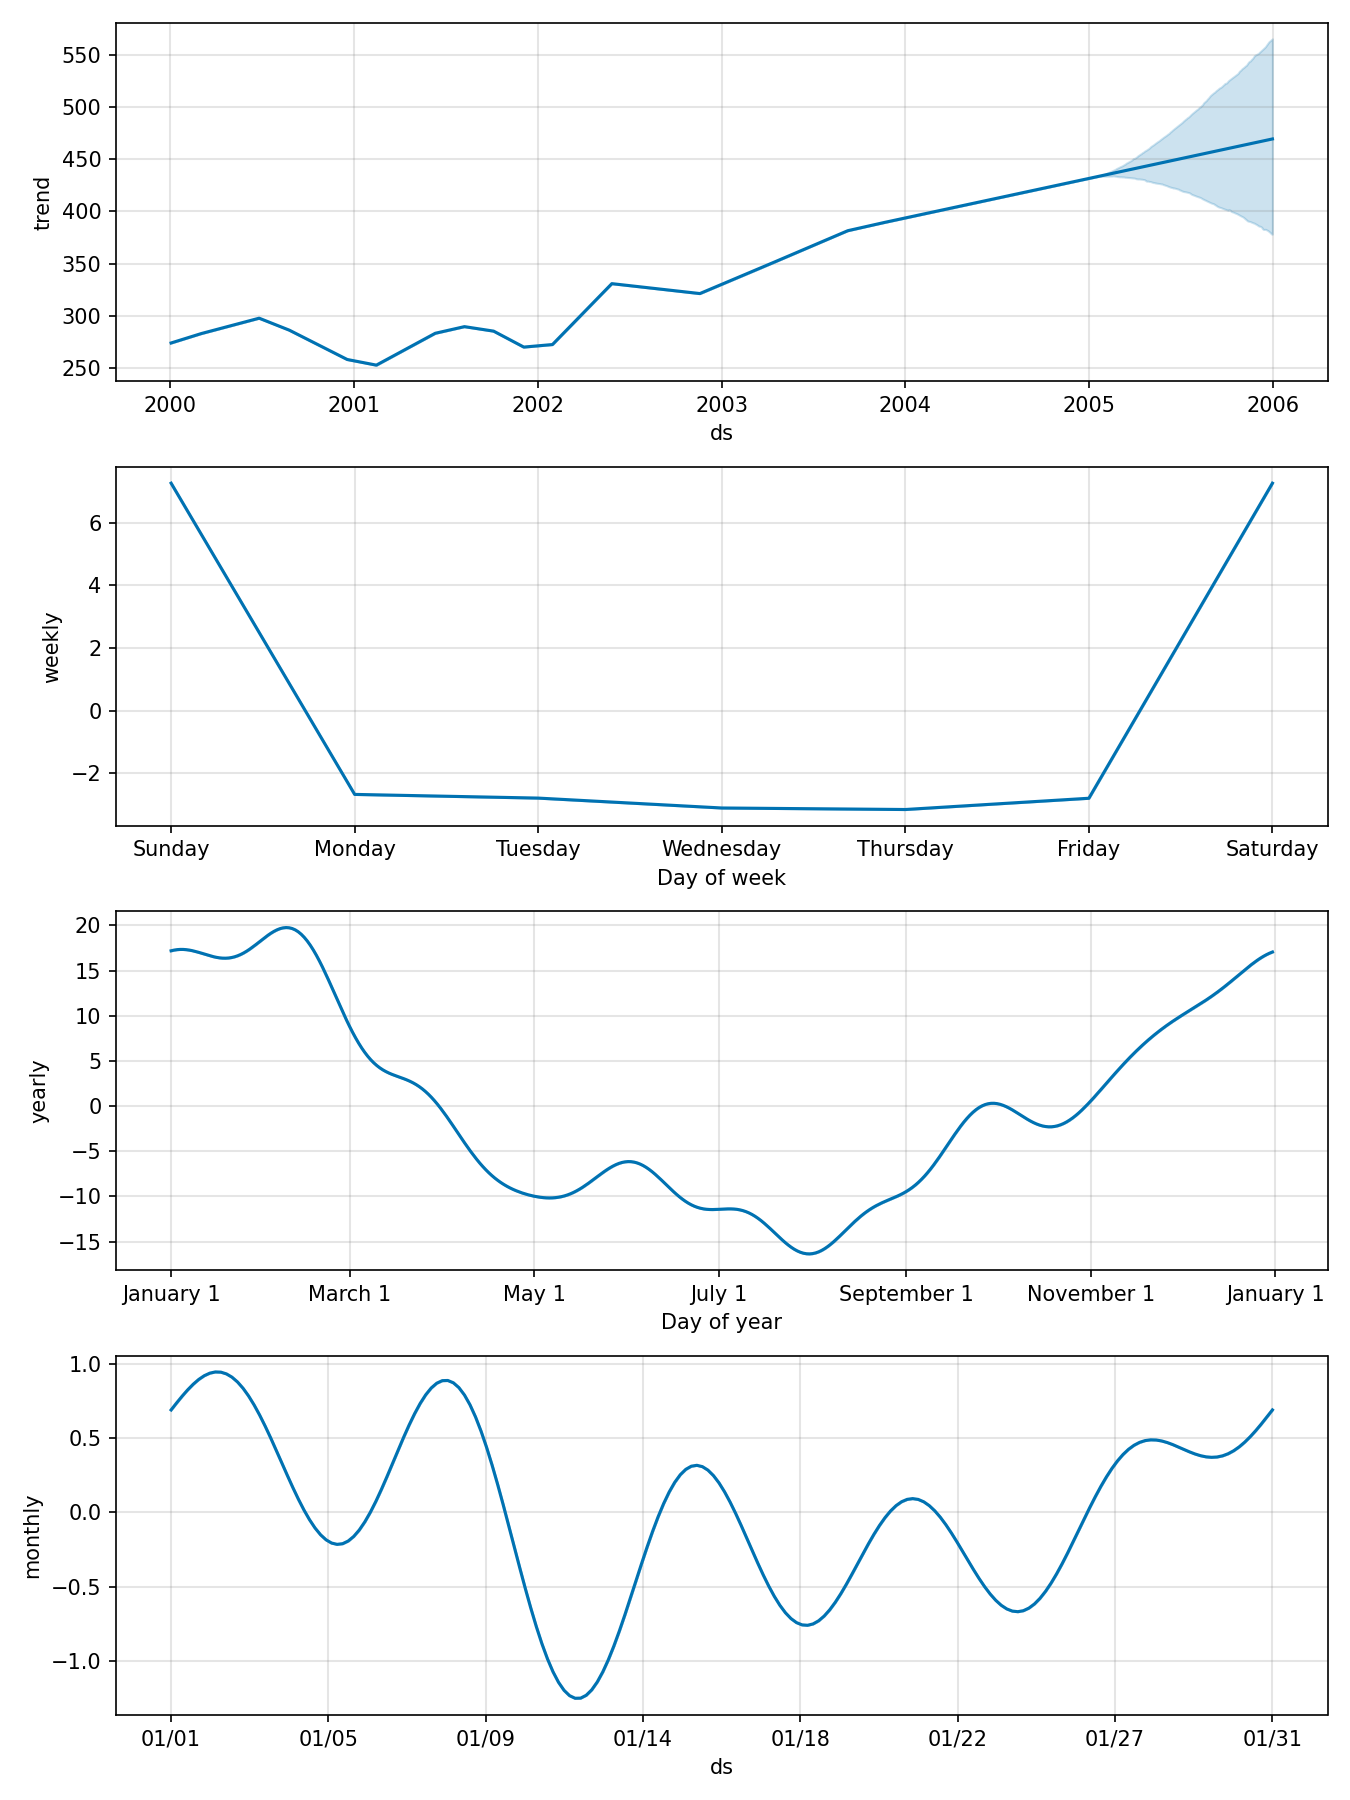 550
500
450
400
350
300
250
trend
2000 2001 2002 2003 2004 2005 2006
ds
6
4
2
0
−2
weekly
Sunday Monday Tuesday Wednesday Thursday Friday Saturday
Day of week
20
15
10
5
0
−5
−10
−15
yearly
January 1 March 1 May 1 July 1 September 1 November 1 January 1
Day of year
1.0
0.5
0.0
−0.5
−1.0
monthly
01/01 01/05 01/09 01/14 01/18 01/22 01/27 01/31
ds